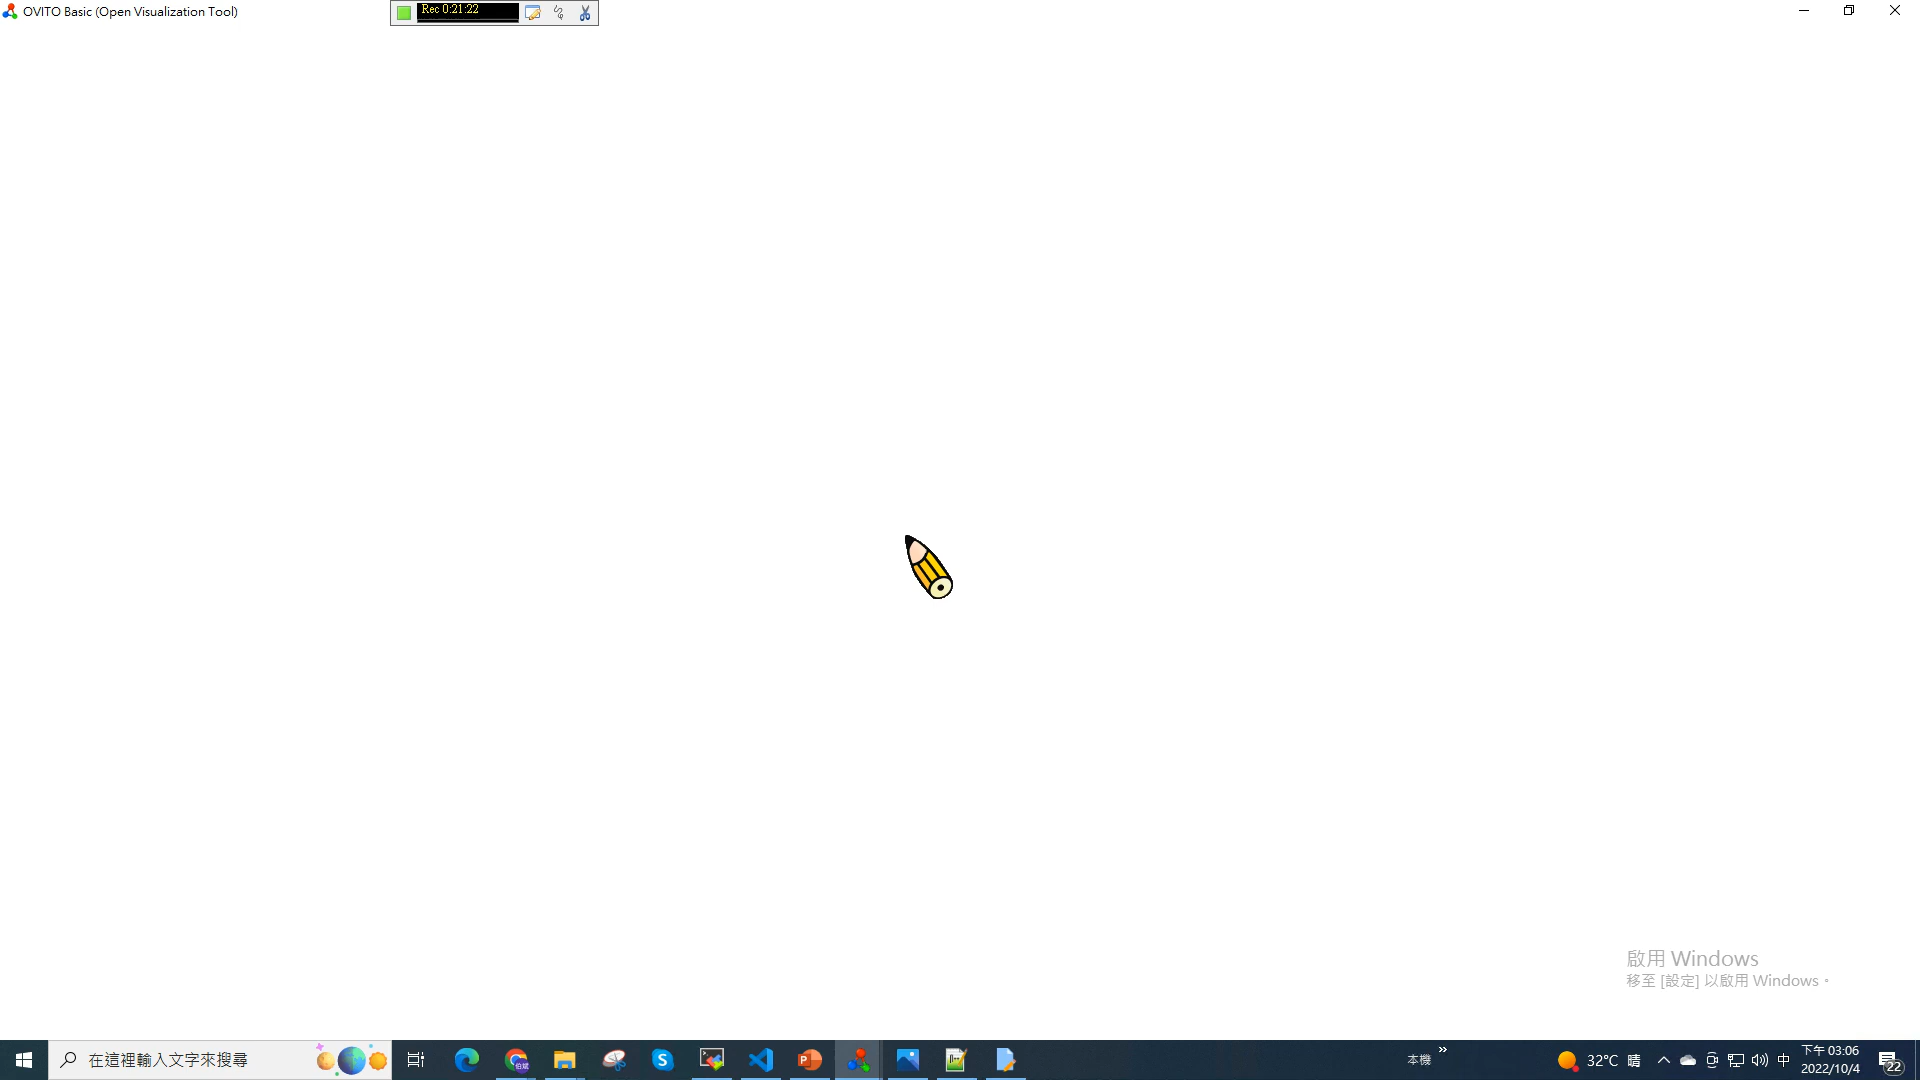 OVITO Basic (Open Visualization Tool)
Rec 0:21:22
啟用 Windows
移至 [設定] 以啟用 Windows。
在這裡輸入文字來搜尋
本機
32°C 晴
中
下午 03:06
2022/10/4
22